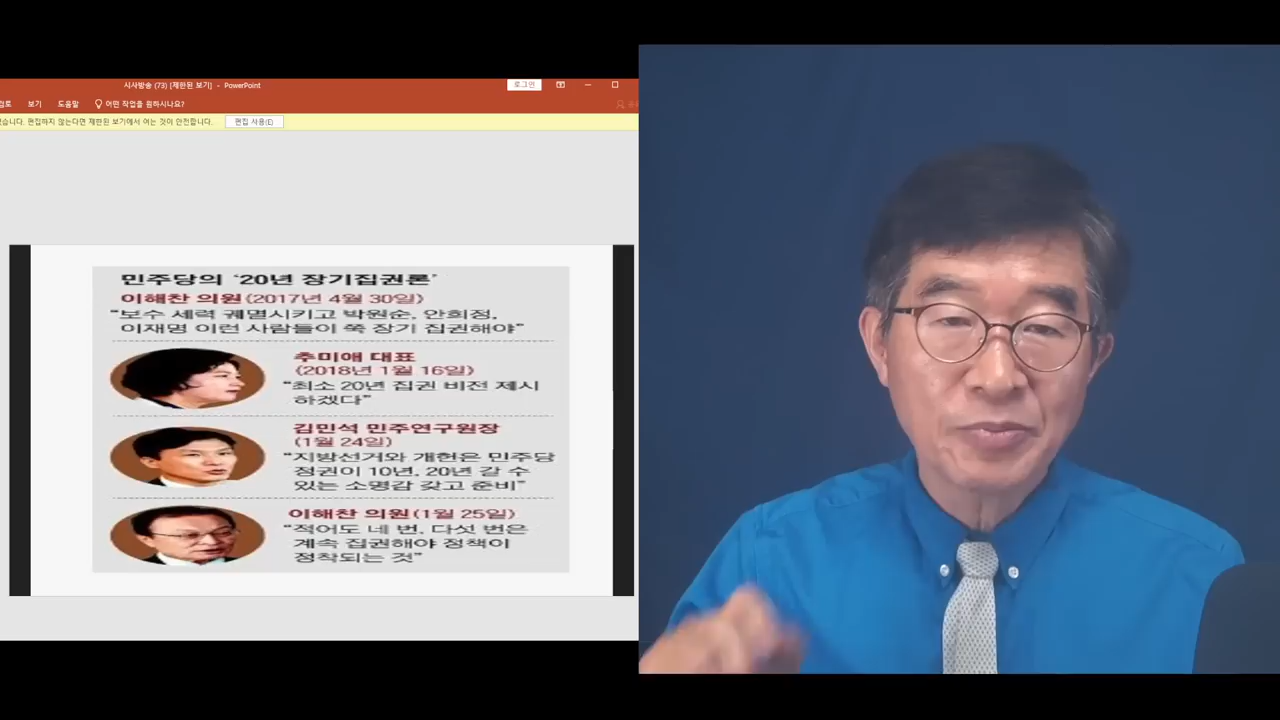 시사방송 (73) [제한된 보기] - PowerPoint
로그인
검토 보기 도움말 어떤 작업을 원하시나요?
있습니다. 편집하지 않는다면 제한된 보기에서 여는 것이 안전합니다. 편집 사용(E)
민주당의 ‘20년 장기집권론’
이해찬 의원(2017년 4월 30일)
“보수 세력 궤멸시키고 박원순, 안희정,
이재명 이런 사람들이 쭉 장기 집권해야”
추미애 대표
(2018년 1월 16일)
“최소 20년 집권 비전 제시
하겠다”
김민석 민주연구원장
(1월 24일)
“지방선거와 개헌은 민주당
정권이 10년, 20년 갈 수
있는 소명감 갖고 준비”
이해찬 의원(1월 25일)
“적어도 네 번, 다섯 번은
계속 집권해야 정책이
정착되는 것”